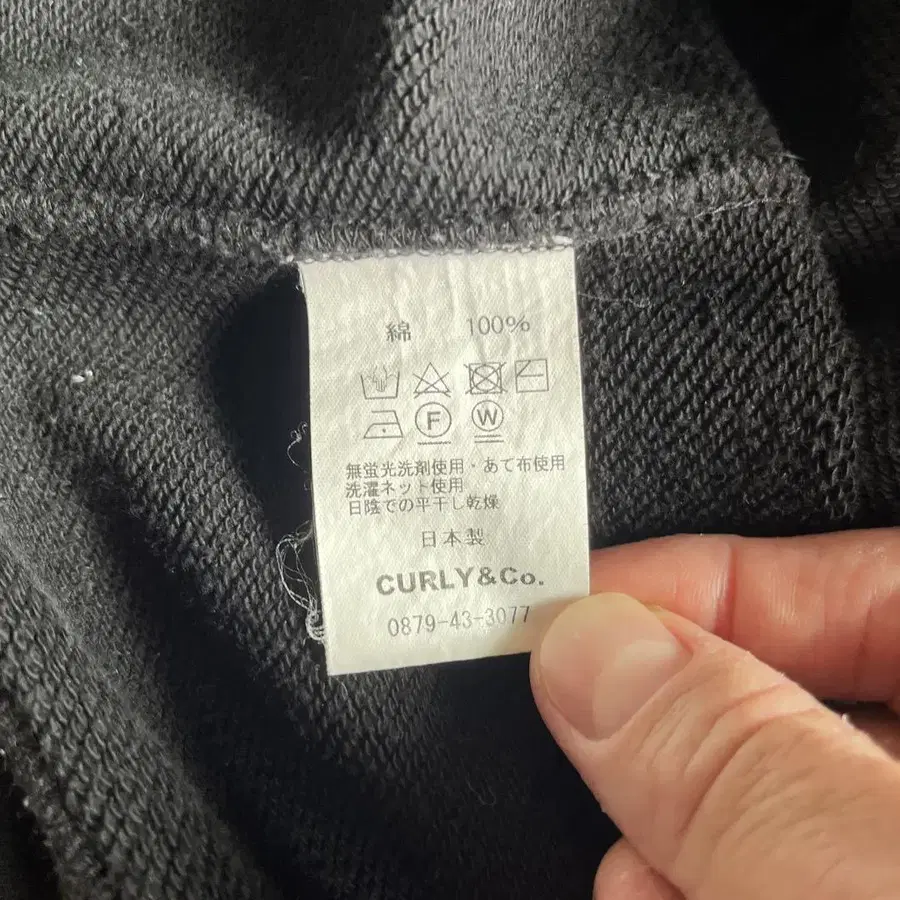 綿 100%
F W
無蛍光洗剤使用・あて布使用
洗濯ネット使用
日陰での平干し乾燥
日本製
CURLY&Co.
0879-43-3077